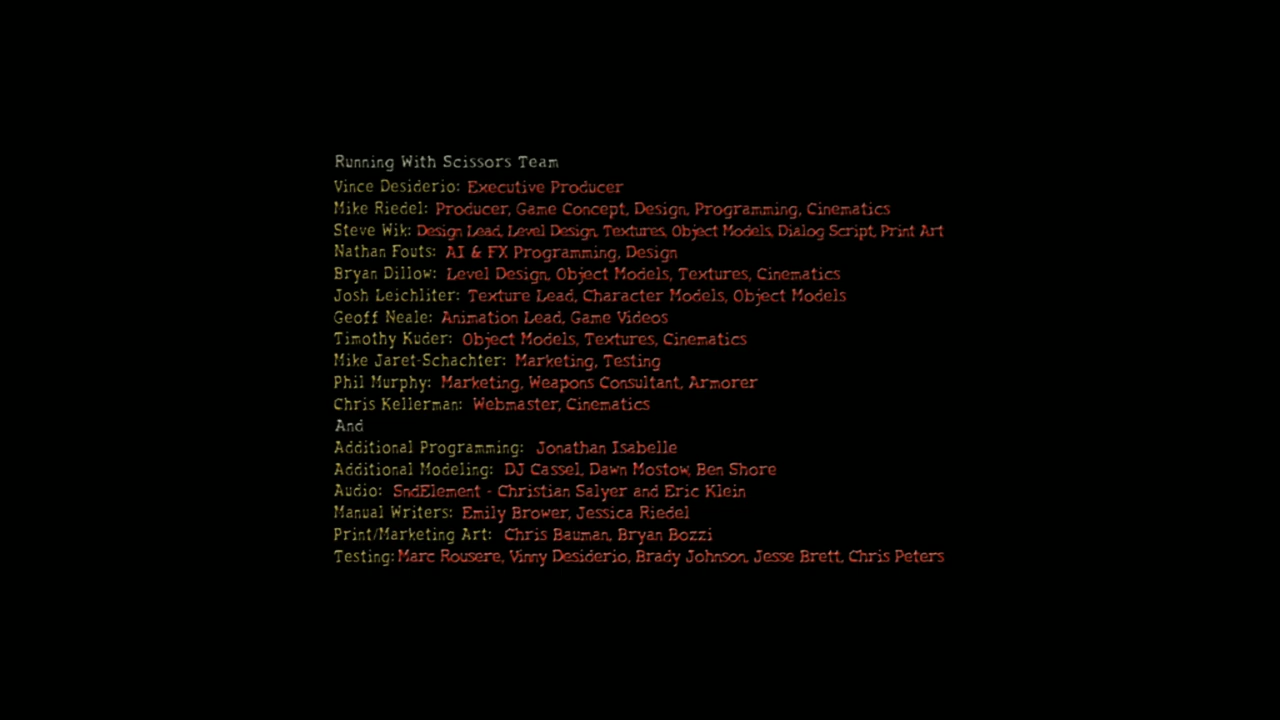 Running With Scissors Team
Vince Desiderio: Executive Producer
Mike Riedel: Producer, Game Concept, Design, Programming, Cinematics
Steve Wik: Design Lead, Level Design, Textures, Object Models, Dialog Script, Print Art
Nathan Fouts: AI & FX Programming, Design
Bryan Dillow: Level Design, Object Models, Textures, Cinematics
Josh Leichliter: Texture Lead, Character Models, Object Models
Geoff Neale: Animation Lead, Game Videos
Timothy Kuder: Object Models, Textures, Cinematics
Mike Jaret-Schachter: Marketing, Testing
Phil Murphy: Marketing, Weapons Consultant, Armorer
Chris Kellerman: Webmaster, Cinematics
And
Additional Programming: Jonathan Isabelle
Additional Modeling: DJ Cassel, Dawn Mostow, Ben Shore
Audio: SndElement - Christian Salyer and Eric Klein
Manual Writers: Emily Brower, Jessica Riedel
Print/Marketing Art: Chris Bauman, Bryan Bozzi
Testing: Marc Rousere, Vinny Desiderio, Brady Johnson, Jesse Brett, Chris Peters